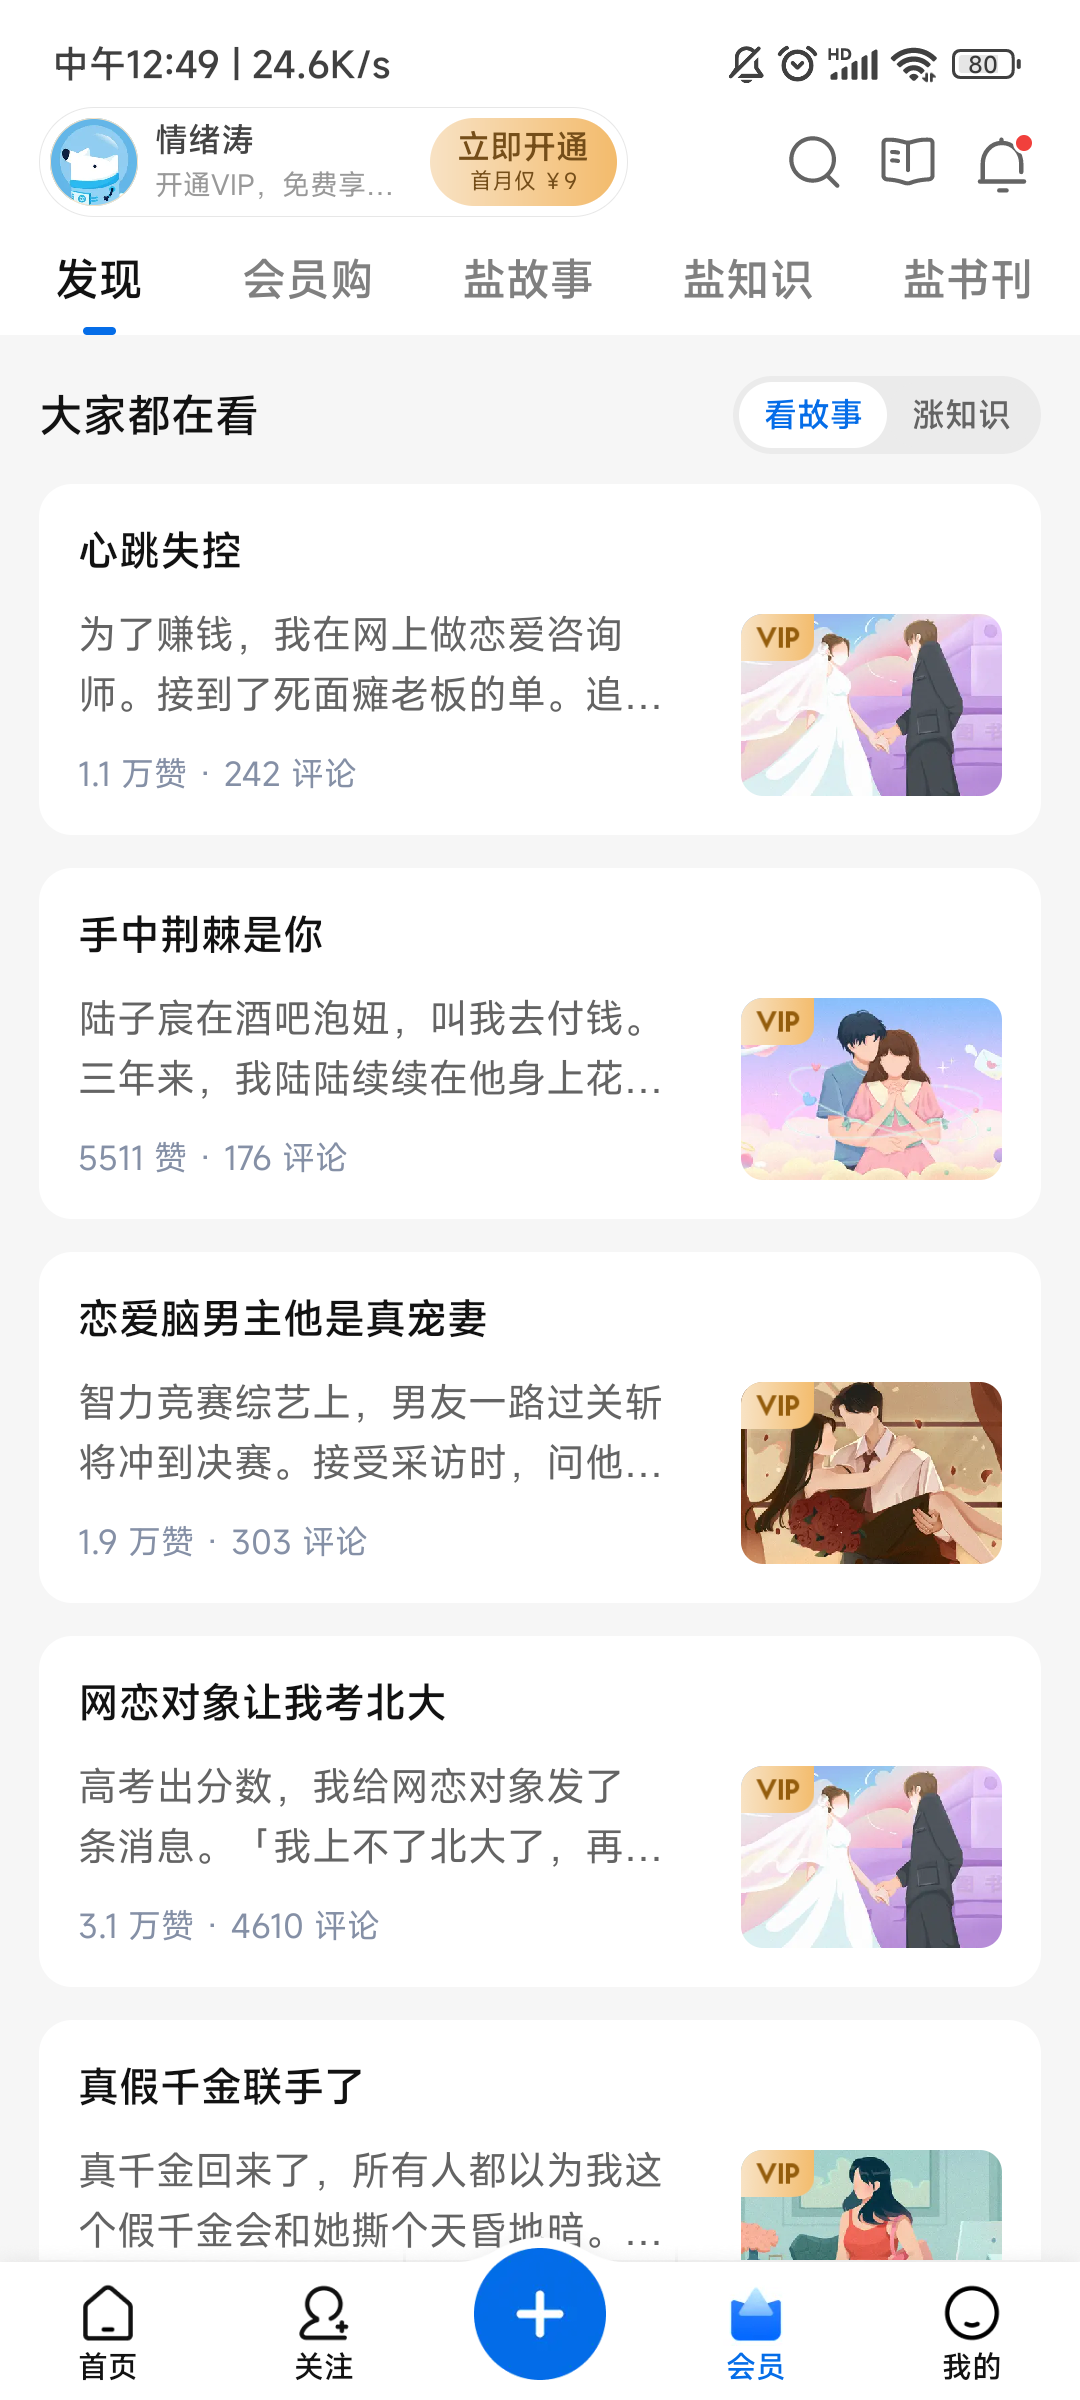 中午12:49 | 24.6K/s
HD
80
情绪涛
开通VIP，免费享...
立即开通
首月仅 ¥9
发现
会员购
盐故事
盐知识
盐书刊
大家都在看
看故事
涨知识
心跳失控
为了赚钱，我在网上做恋爱咨询
师。接到了死面瘫老板的单。追...
1.1 万赞 · 242 评论
VIP
手中荆棘是你
陆子宸在酒吧泡妞，叫我去付钱。
三年来，我陆陆续续在他身上花...
5511 赞 · 176 评论
VIP
恋爱脑男主他是真宠妻
智力竞赛综艺上，男友一路过关斩
将冲到决赛。接受采访时，问他...
1.9 万赞 · 303 评论
VIP
网恋对象让我考北大
高考出分数，我给网恋对象发了
条消息。「我上不了北大了，再...
3.1 万赞 · 4610 评论
VIP
真假千金联手了
真千金回来了，所有人都以为我这
个假千金会和她撕个天昏地暗。...
VIP
首页
关注
会员
我的